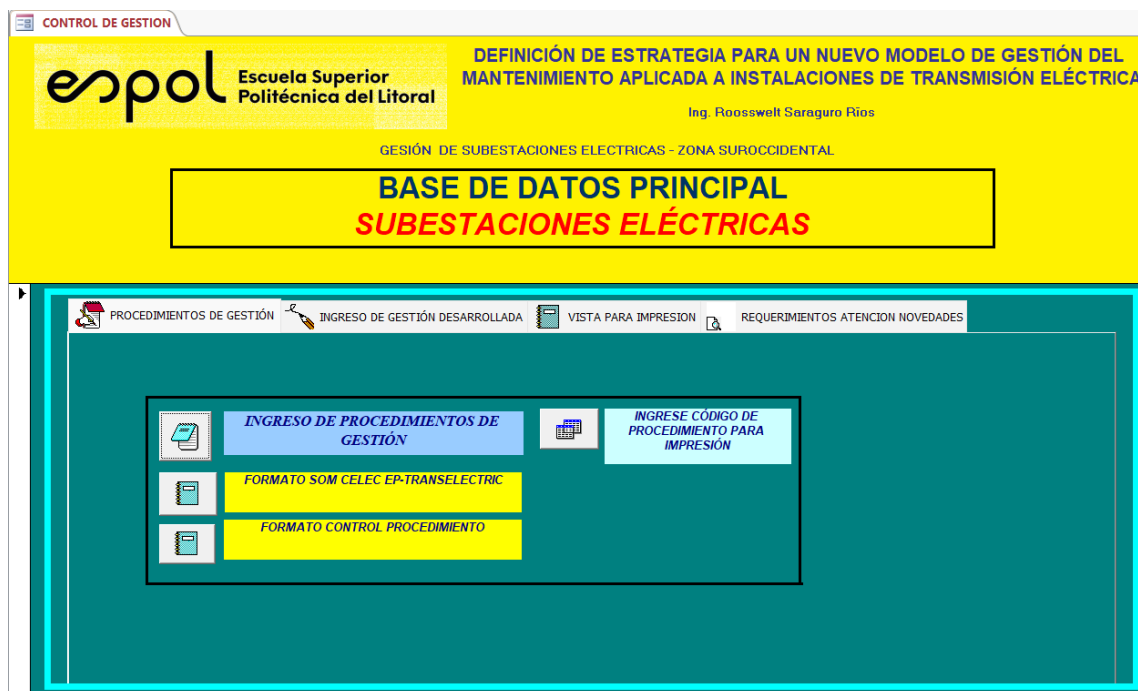 CONTROL DE GESTION
espol
Escuela Superior
Politécnica del Litoral
DEFINICIÓN DE ESTRATEGIA PARA UN NUEVO MODELO DE GESTIÓN DEL
MANTENIMIENTO APLICADA A INSTALACIONES DE TRANSMISIÓN ELÉCTRICA
Ing. Roosswelt Saraguro Rïos
GESIÓN DE SUBESTACIONES ELECTRICAS - ZONA SUROCCIDENTAL
BASE DE DATOS PRINCIPAL
SUBESTACIONES ELÉCTRICAS
PROCEDIMIENTOS DE GESTIÓN
INGRESO DE GESTIÓN DESARROLLADA
VISTA PARA IMPRESION
REQUERIMIENTOS ATENCION NOVEDADES
INGRESO DE PROCEDIMIENTOS DE
GESTIÓN
INGRESE CÓDIGO DE
PROCEDIMIENTO PARA
IMPRESIÓN
FORMATO SOM CELEC EP-TRANSELECTRIC
FORMATO CONTROL PROCEDIMIENTO